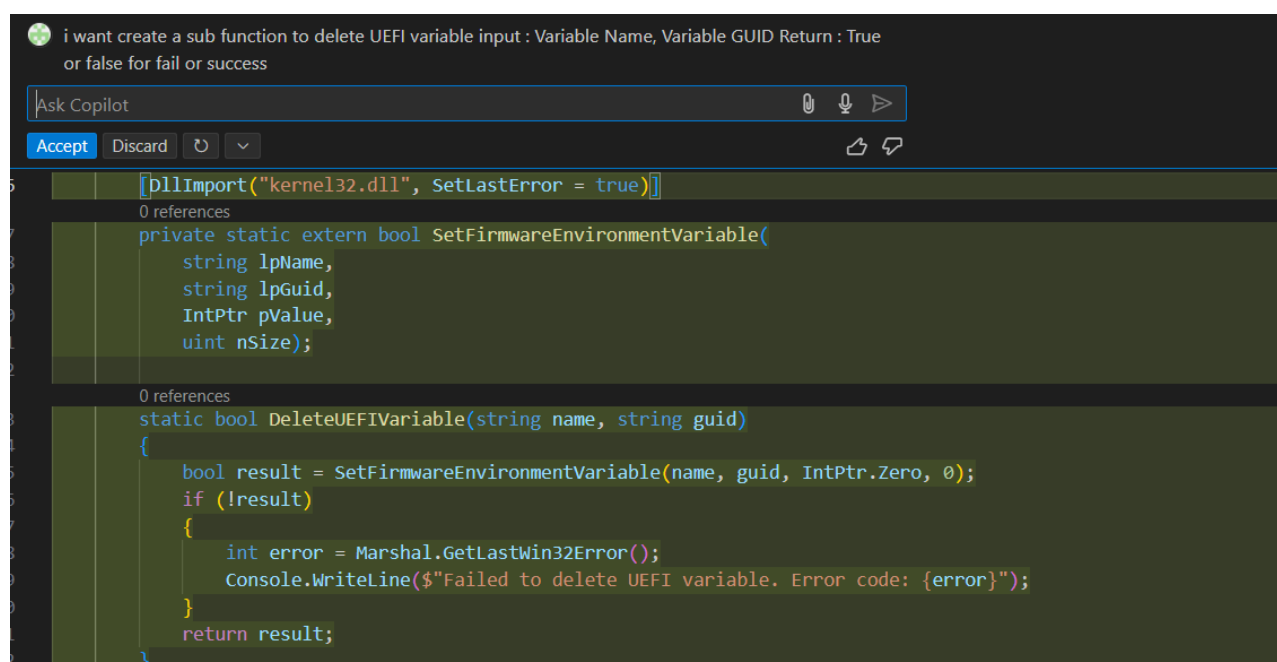 i want create a sub function to delete UEFI variable input : Variable Name, Variable GUID Return : True
or false for fail or success
Ask Copilot
Accept Discard
[DllImport("kernel32.dll", SetLastError = true)]
0 references
private static extern bool SetFirmwareEnvironmentVariable(
string lpName,
string lpGuid,
IntPtr pValue,
uint nSize);
0 references
static bool DeleteUEFIVariable(string name, string guid)
{
bool result = SetFirmwareEnvironmentVariable(name, guid, IntPtr.Zero, 0);
if (!result)
{
int error = Marshal.GetLastWin32Error();
Console.WriteLine($"Failed to delete UEFI variable. Error code: {error}");
}
return result;
}